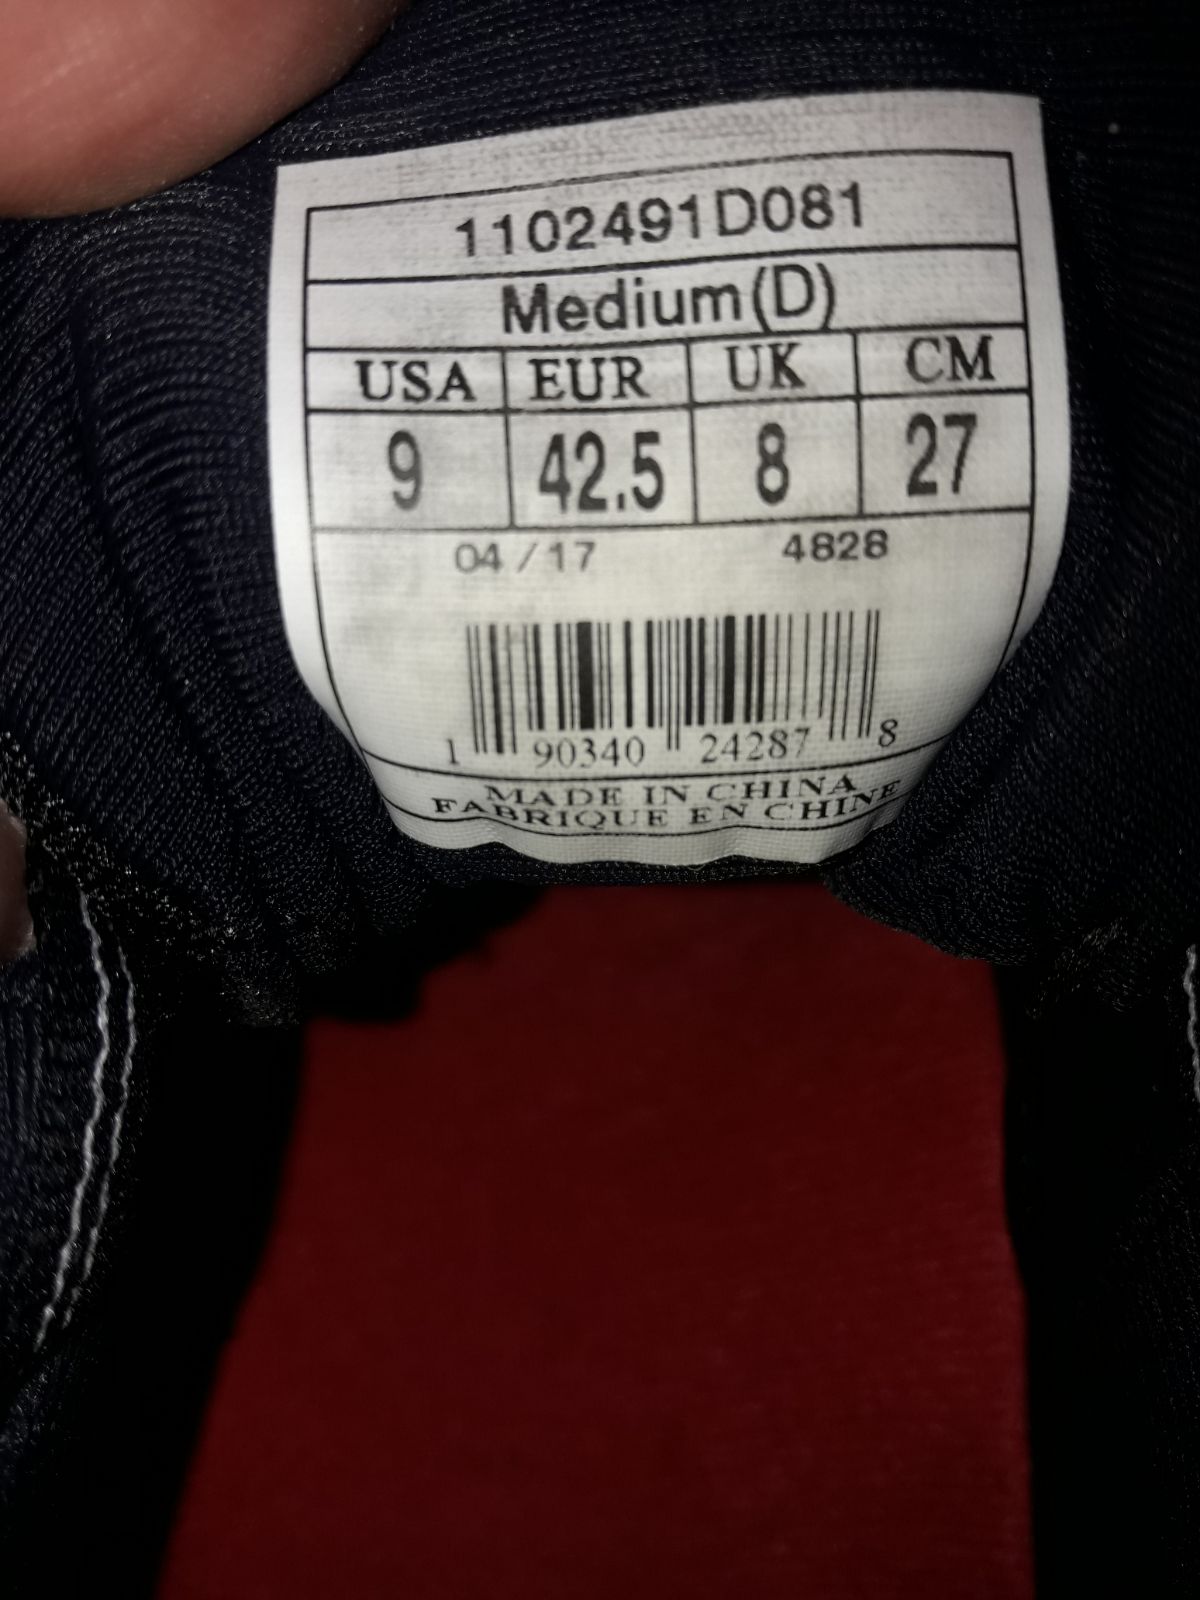 1102491D081
Medium(D)
USA EUR UK CM
9 42.5 8 27
04/17 4828
1 90340 24287 8
MADE IN CHINA
FABRIQUE EN CHINE